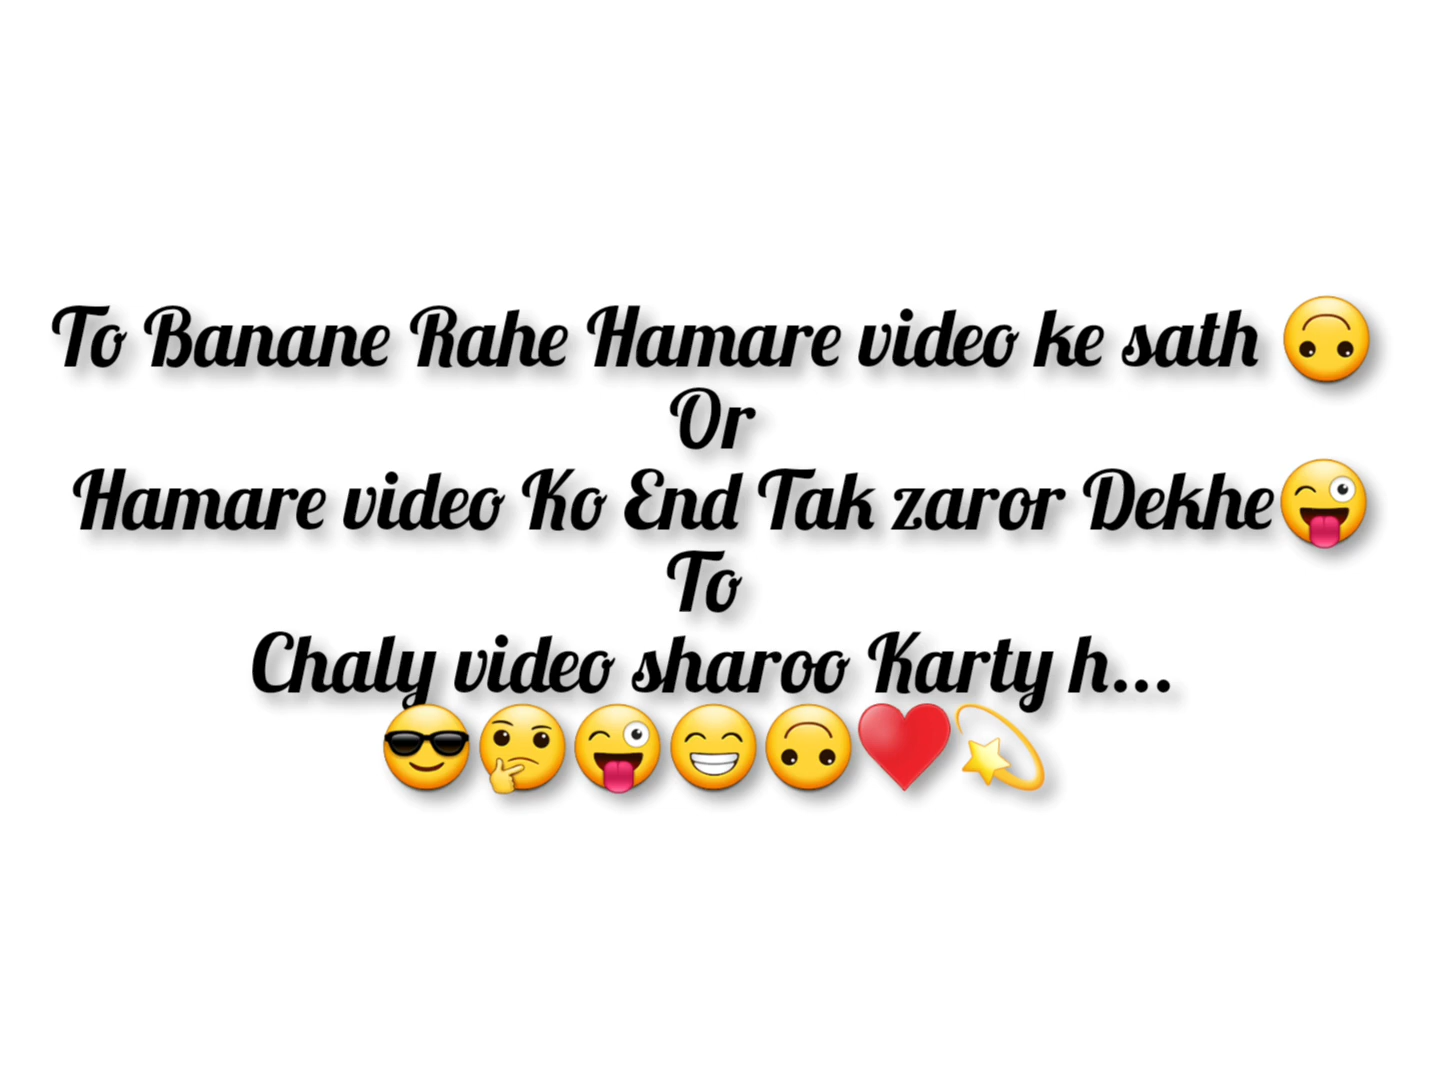 To Banane Rahe Hamare video ke sath 🙃
Or
Hamare video Ko End Tak zaror Dekhe😜
To
Chaly video sharoo Karty h...
😎🤔😜😁🙃♥️💫